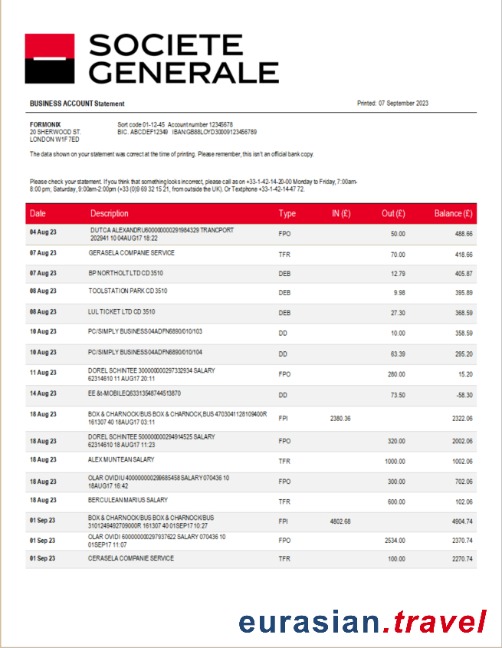 SOCIETE
GENERALE
BUSINESS ACCOUNT Statement Printed: 07 September 2023
FORMONIX Sort code 01-12-45 Account number 12345678
20 SHERWOOD ST. BIC. ABCDEF12349 IBAN/GB88LOYD30009123456789
LONDON W1F7ED
The data shown on your statement was correct at the time of printing. Please remember, this isn't an official bank copy.
Please check your statement. If you think that something looks incorrect, please call as on +33-1-42-14-20-00 Monday to Friday, 7:00am-
8:00 pm, Saturday, 9:00am-2:00pm (+33 (0)9 69 32 15 21, from outside the UK), Or Textphone +33-1-42-14-47 72.
Date Description Type IN (£) Out (£) Balance (£)
04 Aug 23 DUTCA ALEXANDRU600000000291984329 TRANCPORT FPO 50.00 488.66
202941 10 04AUG17 16:22
07 Aug 23 GERASELA COMPANIE SERVICE TFR 70.00 418.66
07 Aug 23 BP NORTHOLT LTD CD 3510 DEB 12.79 405.87
08 Aug 23 TOOLSTATION PARK CD 3510 DEB 9.98 395.89
08 Aug 23 LUL TICKET LTD CD 3510 DEB 27.30 368.59
10 Aug 23 PC/SIMPLY BUSINESS04ADFN6890/010/103 DD 10.00 358.59
10 Aug 23 PC/SIMPLY BUSINESS04ADFN6890/010/104 DD 63.39 295.20
11 Aug 23 DOREL SCHINTEE 300000000297332934 SALARY FPO 280.00 15.20
62314610 11 AUG17 20:11
14 Aug 23 EE &t-MOBILEQ63313548744513870 DD 73.50 -58.30
18 Aug 23 BOX & CHARNOCK/BUS BOX & CHARNOCK,BUS 4703041128109400R FPI 2380.36 2322.06
161307 40 18AUG17 03:11
18 Aug 23 DOREL SCHINTEE 500000000294914525 SALARY FPO 320.00 2002.06
62314610 18 AUG17 11:23
18 Aug 23 ALEX MUNTEAN SALARY TFR 1000.00 1002.06
18 Aug 23 OLAR OVIDIU 400000000299685458 SALARY 070436 10 FPO 300.00 702.06
18AUG17 16:42
18 Aug 23 BERCULEAN MARIUS SALARY TFR 600.00 102.06
01 Sep 23 BOX & CHARNOCK/BUS BOX & CHARNOCK/BUS FPI 4802.68 4904.74
3101249492709000R 161307 40 01SEP17 10:27
01 Sep 23 OLAR OVIDI 600000000297937622 SALARY 070436 10 FPO 2534.00 2370.74
01SEP17 11:07
01 Sep 23 CERASELA COMPANIE SERVICE TFR 100.00 2270.74
eurasian.travel